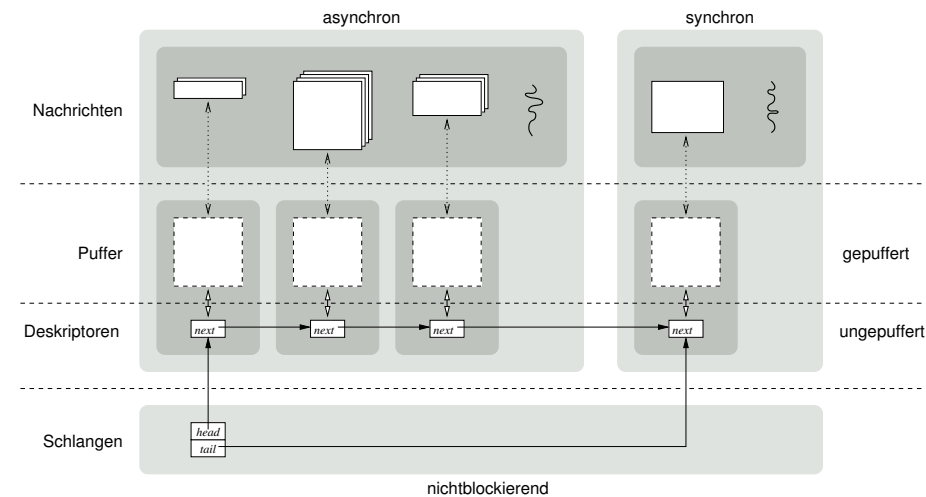 asynchron
synchron
Nachrichten
Puffer
gepuffert
Deskriptoren
next
next
next
next
ungepuffert
Schlangen
head
tail
nichtblockierend